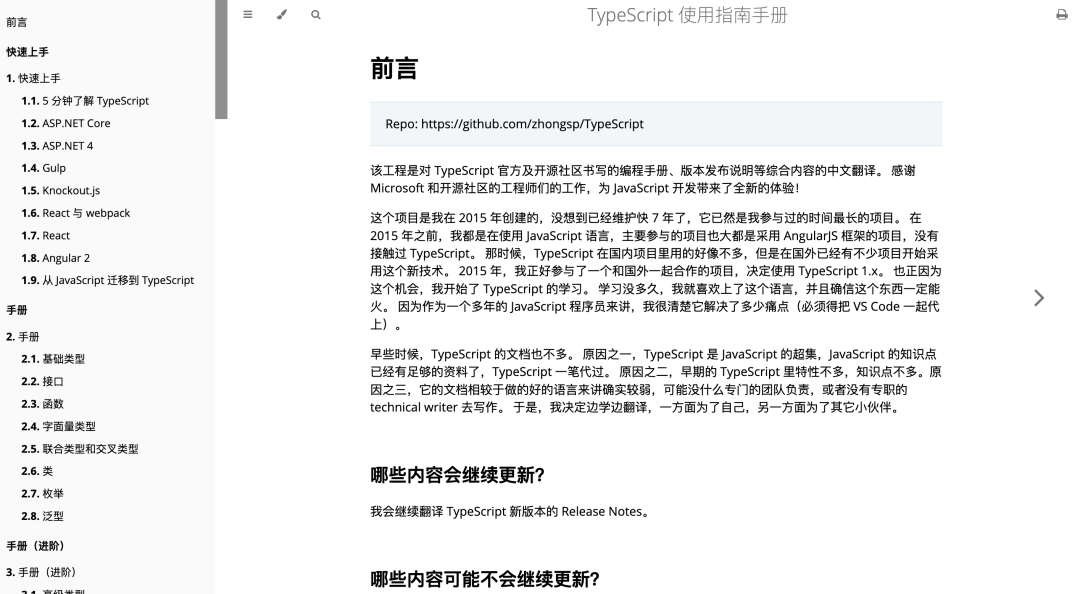 前言
快速上手
1. 快速上手
1.1. 5 分钟了解 TypeScript
1.2. ASP.NET Core
1.3. ASP.NET 4
1.4. Gulp
1.5. Knockout.js
1.6. React 与 webpack
1.7. React
1.8. Angular 2
1.9. 从 JavaScript 迁移到 TypeScript
手册
2. 手册
2.1. 基础类型
2.2. 接口
2.3. 函数
2.4. 字面量类型
2.5. 联合类型和交叉类型
2.6. 类
2.7. 枚举
2.8. 泛型
手册（进阶）
3. 手册（进阶）
3.1. 高级类型
TypeScript 使用指南手册
前言
Repo: https://github.com/zhongsp/TypeScript
该工程是对 TypeScript 官方及开源社区书写的编程手册、版本发布说明等综合内容的中文翻译。 感谢
Microsoft 和开源社区的工程师们的工作，为 JavaScript 开发带来了全新的体验！
这个项目是我在 2015 年创建的，没想到已经维护快 7 年了，它已然是我参与过的时间最长的项目。 在
2015 年之前，我都是在使用 JavaScript 语言，主要参与的项目也大都是采用 AngularJS 框架的项目，没有
接触过 TypeScript。 那时候，TypeScript 在国内项目里用的好像不多，但是在国外已经有不少项目开始采
用这个新技术。 2015 年，我正好参与了一个和国外一起合作的项目，决定使用 TypeScript 1.x。 也正因为
这个机会，我开始了 TypeScript 的学习。 学习没多久，我就喜欢上了这个语言，并且确信这个东西一定能
火。 因为作为一个多年的 JavaScript 程序员来讲，我很清楚它解决了多少痛点（必须得把 VS Code 一起代
上）。
早些时候，TypeScript 的文档也不多。 原因之一，TypeScript 是 JavaScript 的超集，JavaScript 的知识点
已经有足够的资料了，TypeScript 一笔代过。 原因之二，早期的 TypeScript 里特性不多，知识点不多。原
因之三，它的文档相较于做的好的语言来讲确实较弱，可能没什么专门的团队负责，或者没有专职的
technical writer 去写作。 于是，我决定边学边翻译，一方面为了自己，另一方面为了其它小伙伴。
哪些内容会继续更新?
我会继续翻译 TypeScript 新版本的 Release Notes。
哪些内容可能不会继续更新?